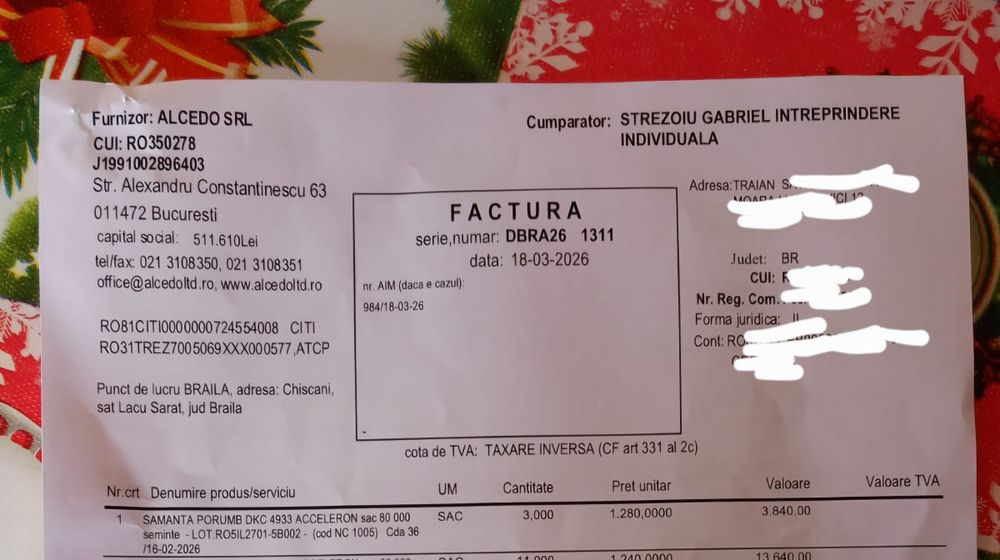 Furnizor: ALCEDO SRL
CUI: RO350278
J1991002896403
Str. Alexandru Constantinescu 63
011472 Bucuresti
capital social: 511.610Lei
tel/fax: 021 3108350, 021 3108351
office@alcedoltd.ro, www.alcedoltd.ro
RO81CITI0000000724554008 CITI
RO31TREZ7005069XXX000577,ATCP
Punct de lucru BRAILA, adresa: Chiscani,
sat Lacu Sarat, jud Braila
FACTURA
serie,numar: DBRA26 1311
data: 18-03-2026
nr. AIM (daca e cazul):
984/18-03-26
Cumparator: STREZOIU GABRIEL INTREPRINDERE
INDIVIDUALA
Adresa:TRAIAN
Judet: BR
CUI:
Nr. Reg. Com.
Forma juridica: II
Cont:
cota de TVA: TAXARE INVERSA (CF art 331 al 2c)
Nr.crt Denumire produs/serviciu UM Cantitate Pret unitar Valoare Valoare TVA
1 SAMANTA PORUMB DKC 4933 ACCELERON sac 80 000 SAC 3,000 1.280,0000 3.840,00
seminte - LOT:RO5IL2701-5B002 - (cod NC 1005) Cda 36
/16-02-2026
11,000 1.240,0000 13.640,00